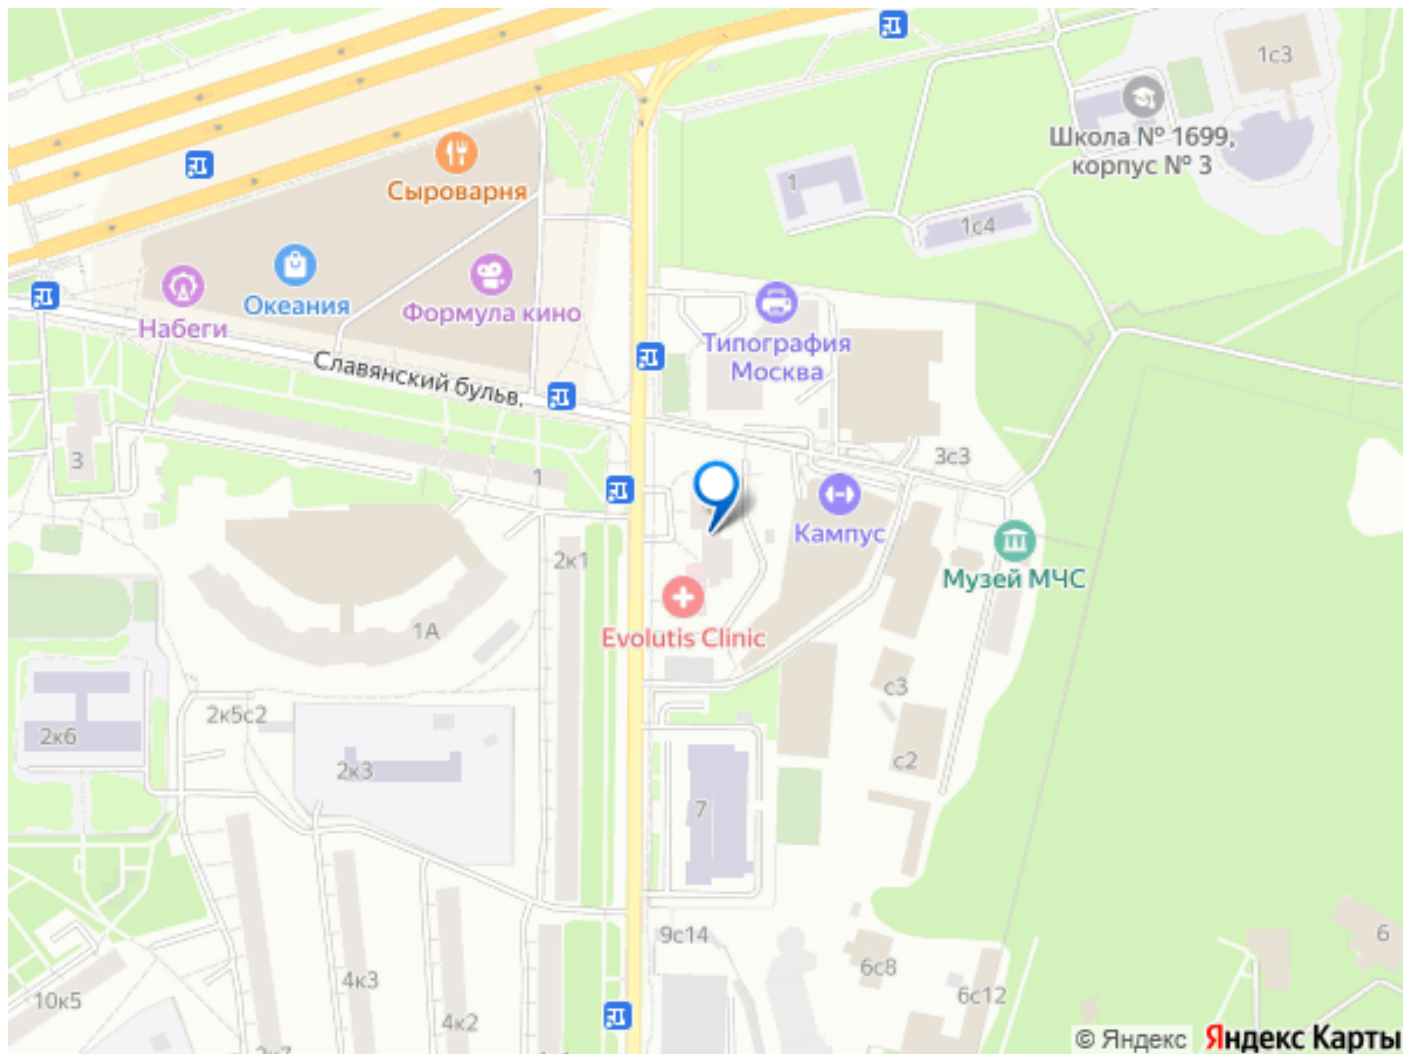 1с3
Школа № 1699,
корпус № 3
Сыроварня
1
1с4
Океания
Набеги
Формула кино
Типография
Москва
Славянский бульв.
3
1
3с3
Кампус
Музей МЧС
2к1
1А
Evolutis Clinic
с3
2к5с2
2к6
2к3
с2
7
9с14
6
4к3
6с8
10к5
4к2
6с12
© Яндекс
Яндекс Карты